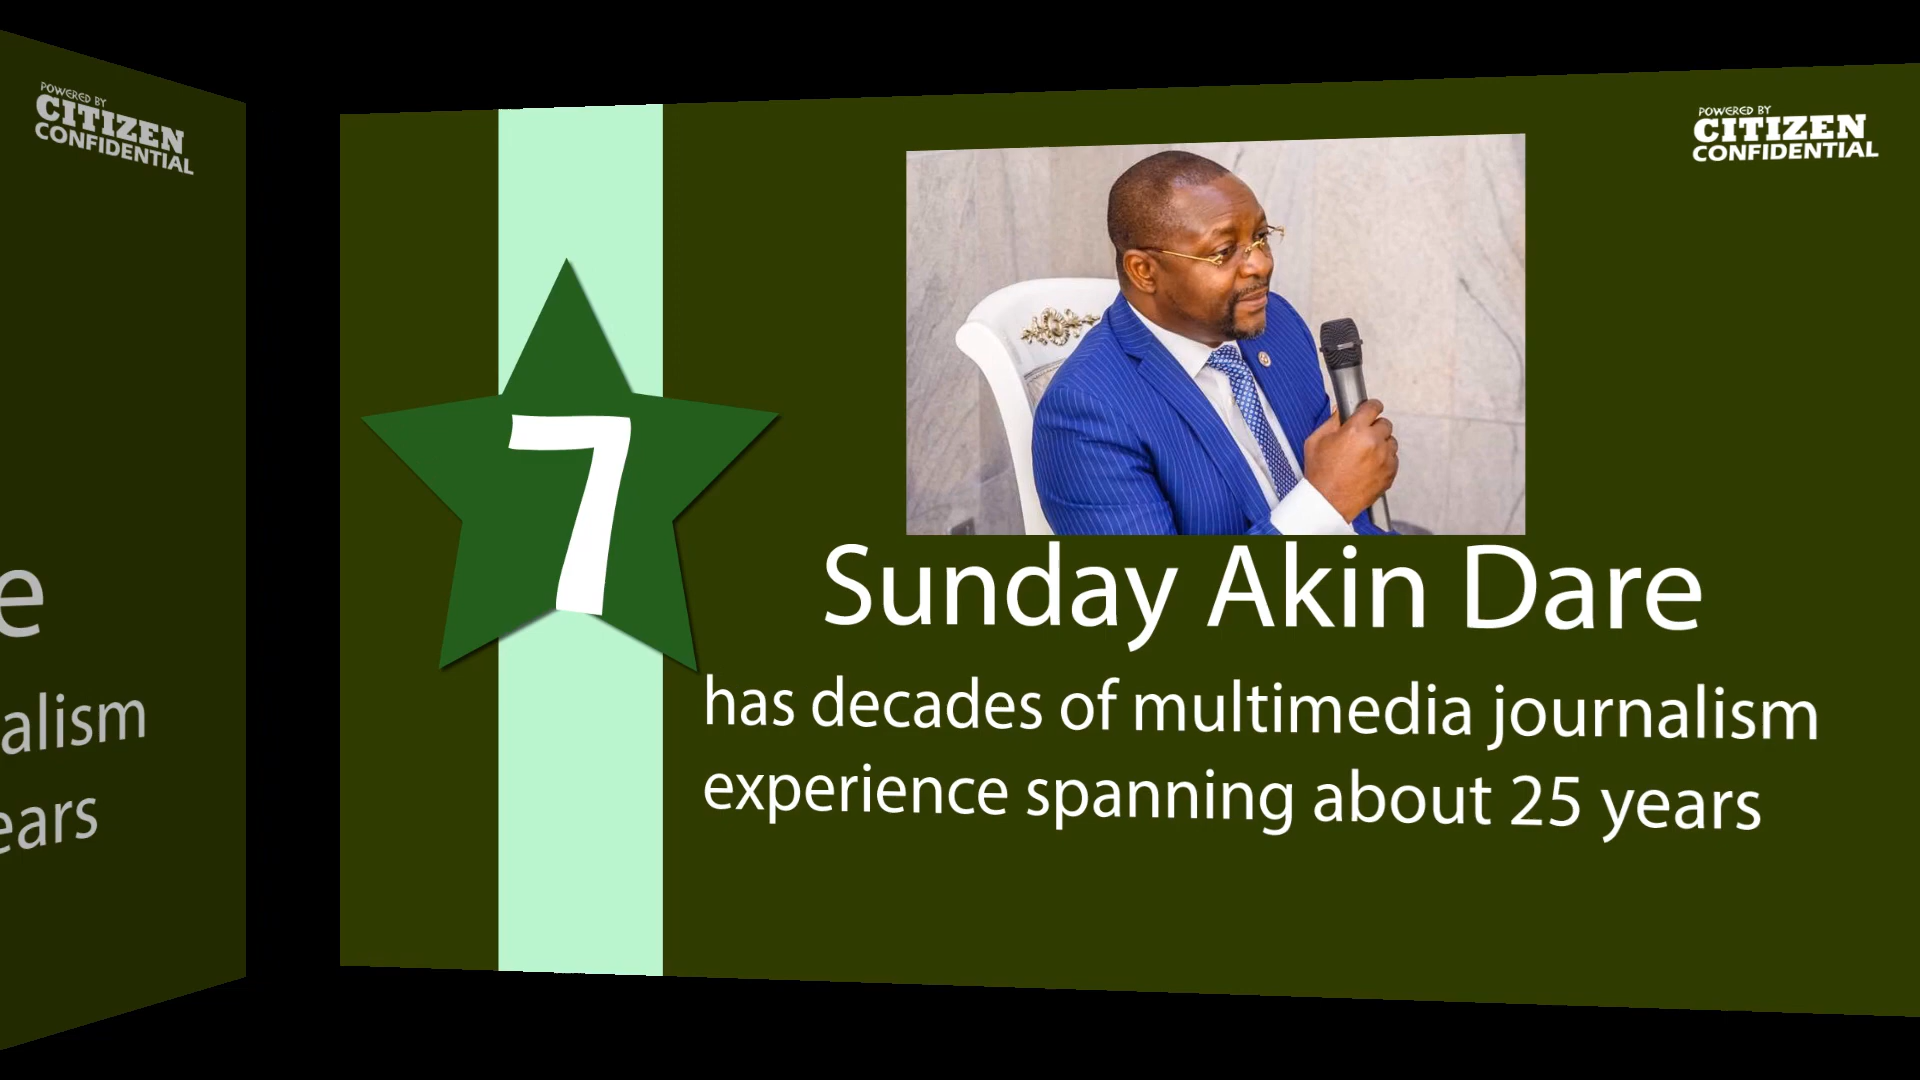 POWERED BY
CITIZEN
CONFIDENTIAL
e
alism
ears
POWERED BY
CITIZEN
CONFIDENTIAL
7
Sunday Akin Dare
has decades of multimedia journalism
experience spanning about 25 years